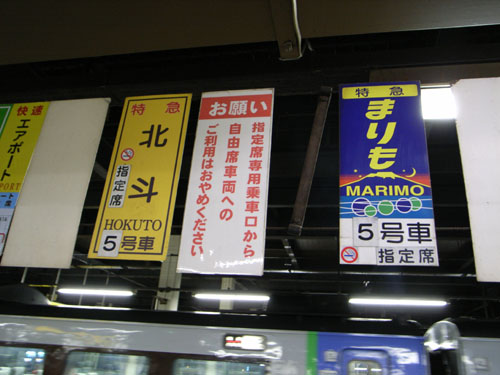 快速
エアポート
特急
北斗
指定席
HOKUTO
5号車
お願い
指定席専用乗車口から
自由席車両への
ご利用はおやめください
特急
まりも
MARIMO
5号車
指定席